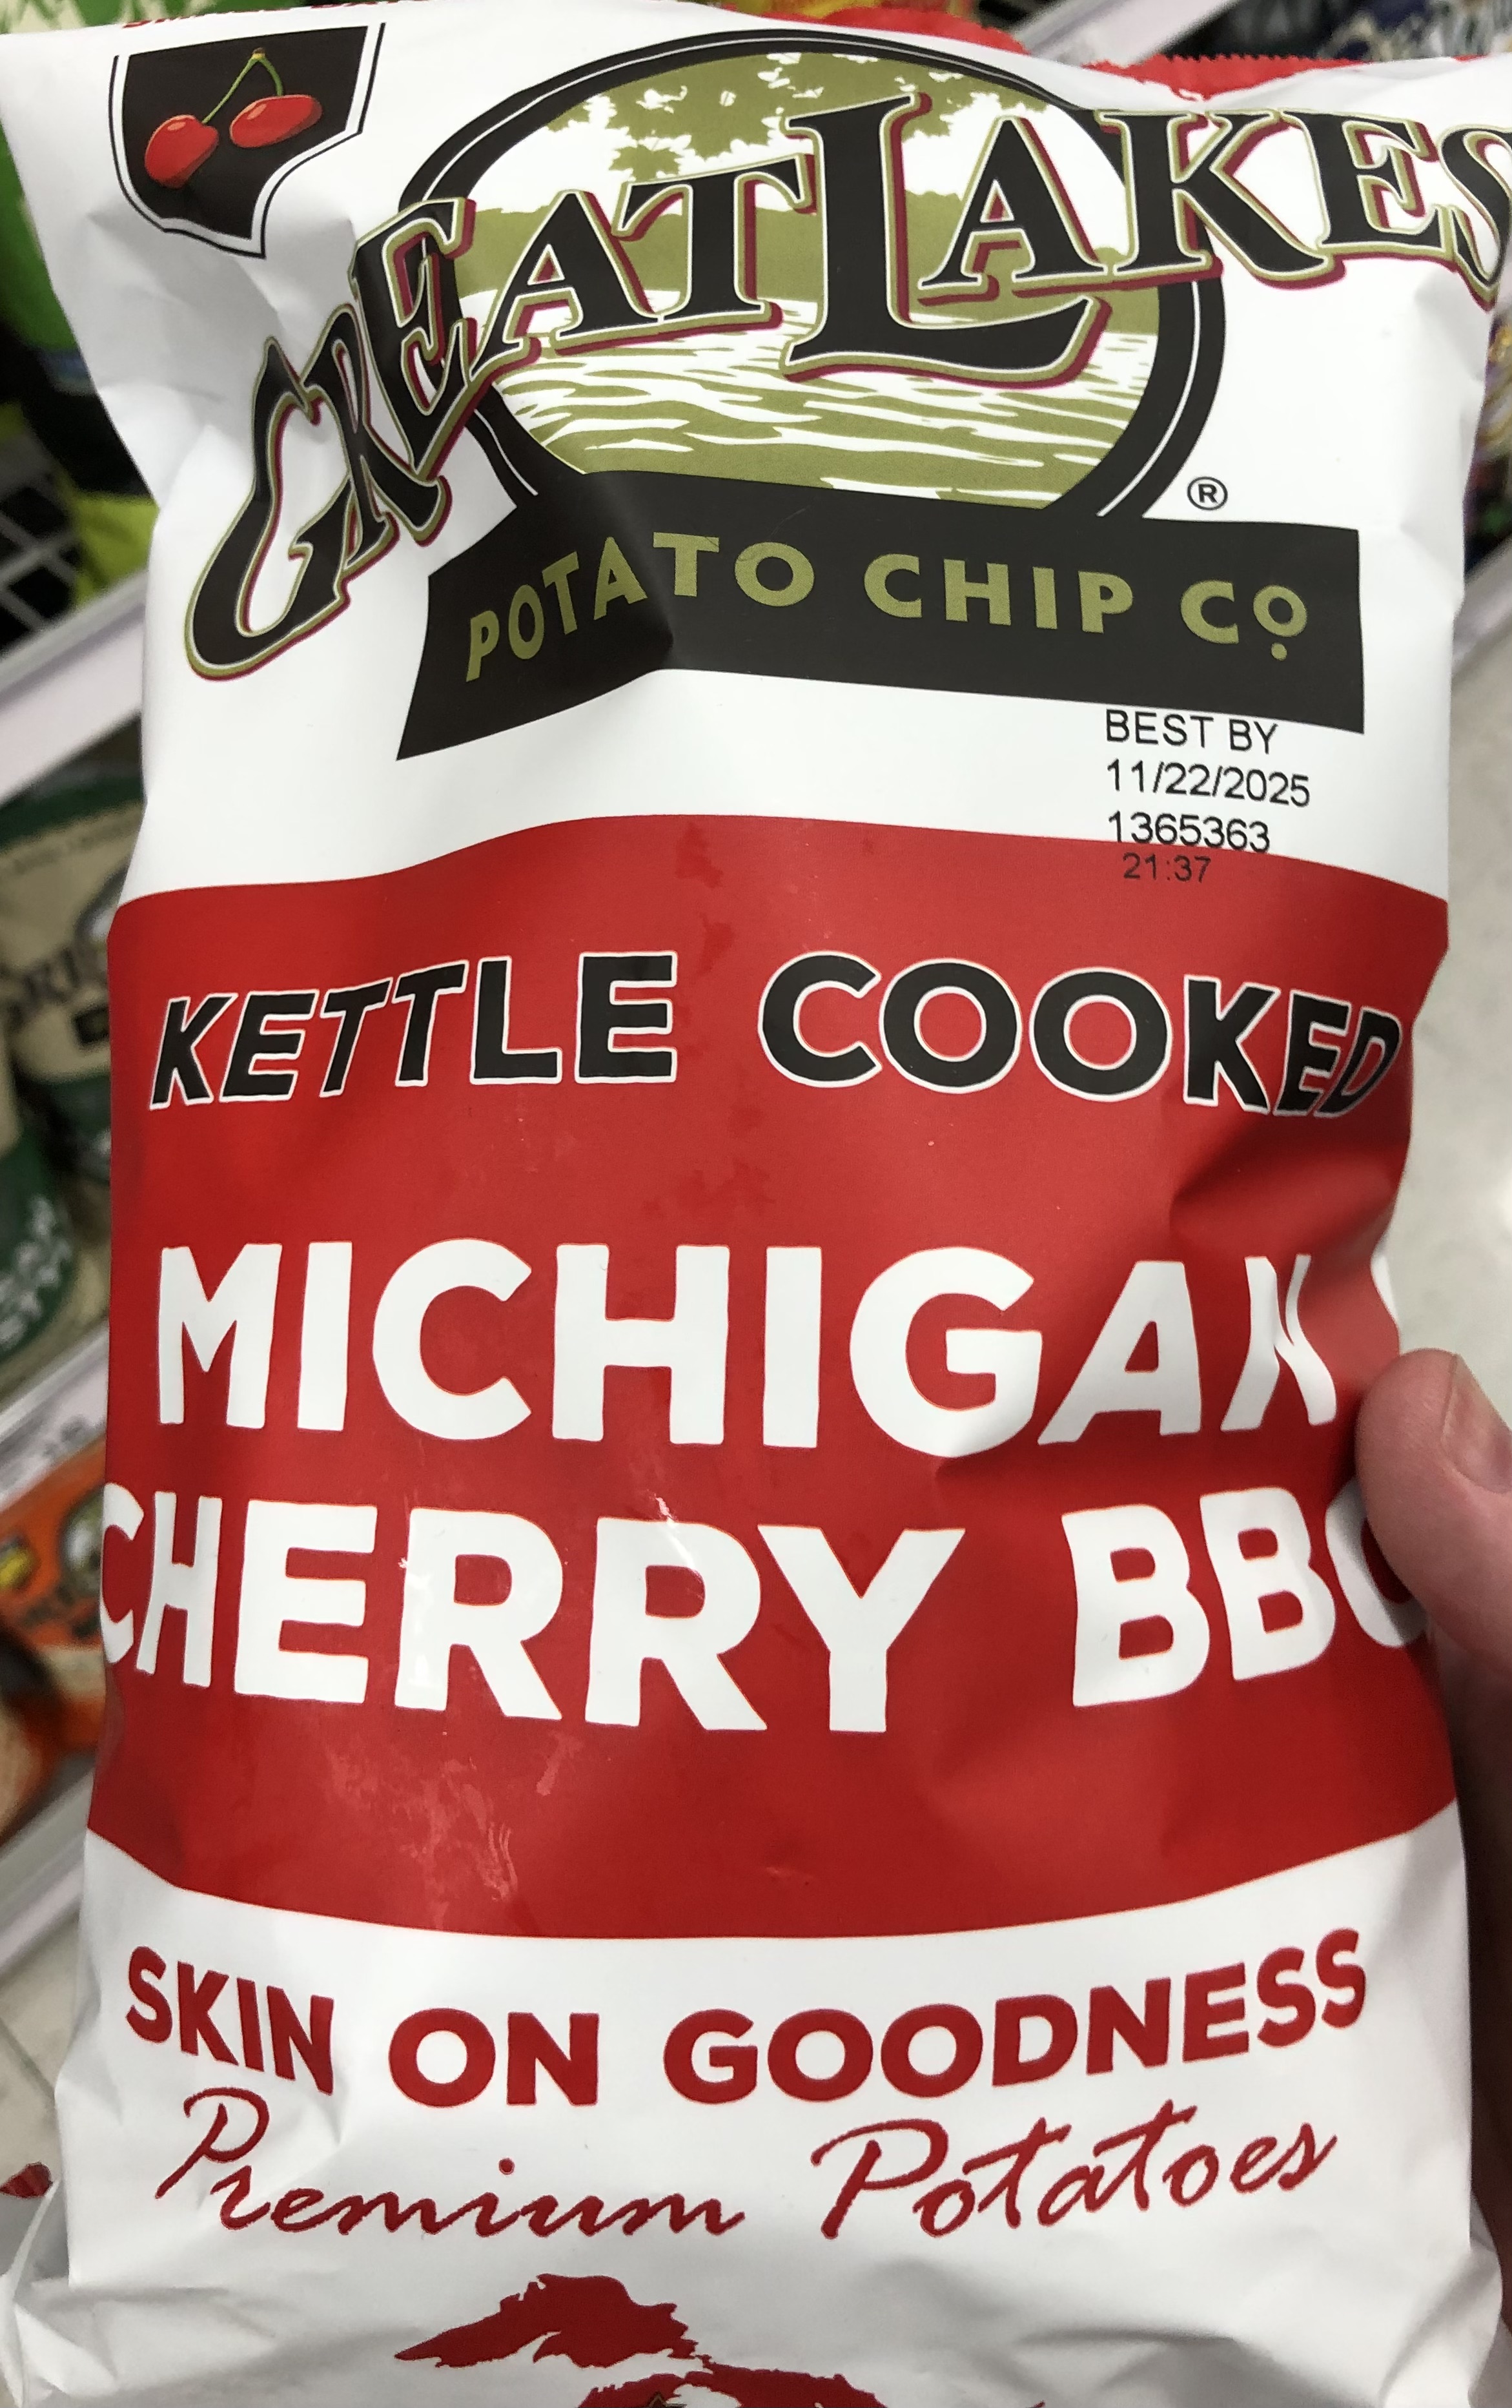 GREAT LAKES
®
POTATO CHIP Co.
BEST BY
11/22/2025
1365363
21:37
KETTLE COOKED
MICHIGAN
CHERRY BBQ
SKIN ON GOODNESS
Premium Potatoes